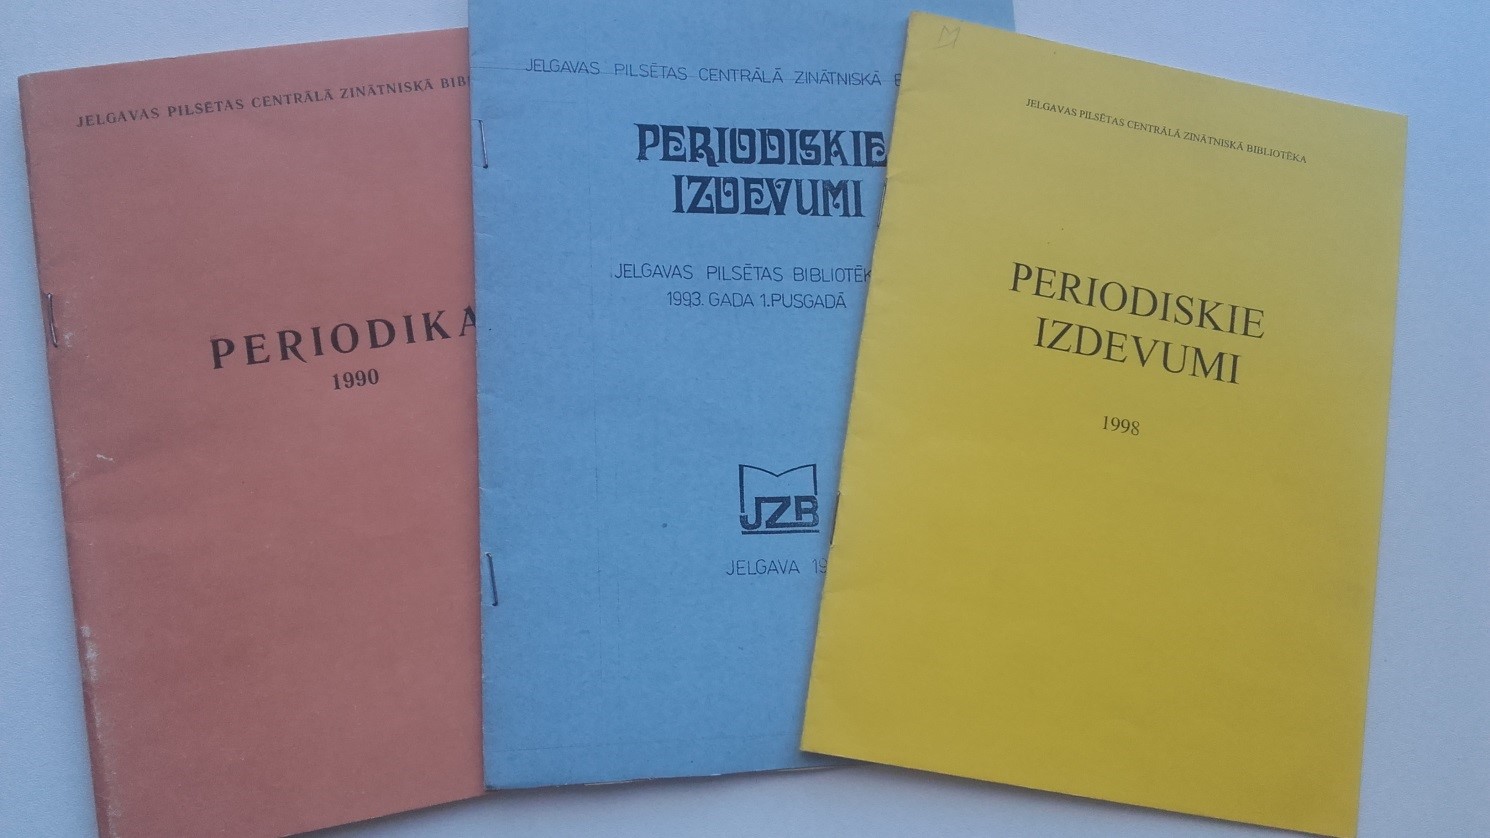 JELGAVAS PILSĒTAS CENTRĀLĀ ZINĀTNISKĀ
PERIODIKA
1990
JELGAVAS PILSĒTAS CENTRĀLĀ ZINĀTNISKĀ
PERIODISKIE
IZDEVUMI
JELGAVAS PILSĒTAS
1993. GADA 1.PUSGADĀ
JZB
JELGAVA
JELGAVAS PILSĒTAS CENTRĀLĀ ZINĀTNISKĀ BIBLIOTĒKA
PERIODISKIE
IZDEVUMI
1998